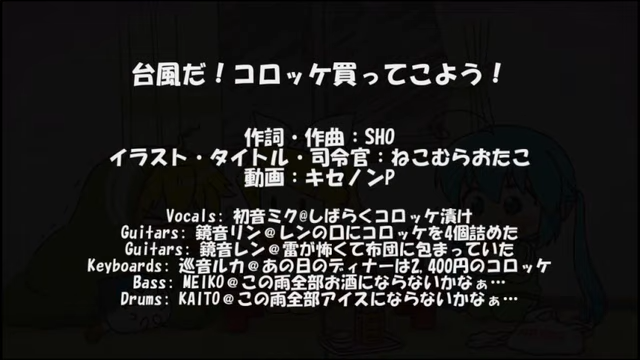 台風だ！コロッケ買ってこよう！
作詞・作曲：SHO
イラスト・タイトル・司令官：ねこむらおたこ
動画：キセノンP
Vocals: 初音ミク@しばらくコロッケ漬け
Guitars: 鏡音リン＠レンの口にコロッケを4個詰めた
Guitars: 鏡音レン＠雷が怖くて布団に包まっていた
Keyboards: 巡音ルカ＠あの日のディナーは2,400円のコロッケ
Bass: MEIKO＠この雨全部お酒にならないかなぁ…
Drums: KAITO＠この雨全部アイスにならないかなぁ…